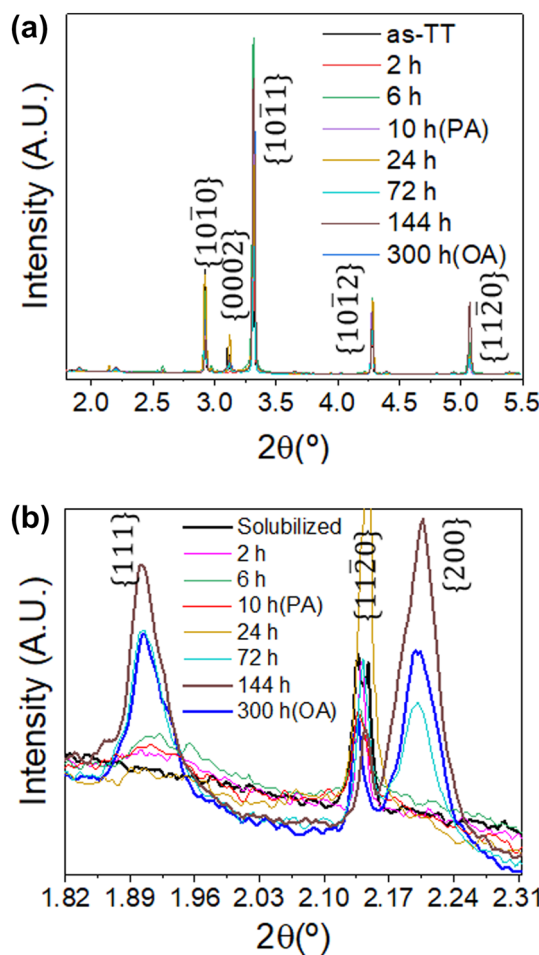 (a)
Intensity (A.U.)
as-TT
2 h
6 h
10 h(PA)
24 h
72 h
144 h
300 h(OA)
{101̅0}
{0002}
{101̅1}
{101̅2}
{112̅0}
2.0 2.5 3.0 3.5 4.0 4.5 5.0 5.5
2θ(°)
(b)
Intensity (A.U.)
{111}
Solubilized
2 h
6 h
10 h(PA)
24 h
72 h
144 h
300 h(OA)
{112̅0}
{200}
1.82 1.89 1.96 2.03 2.10 2.17 2.24 2.31
2θ(°)